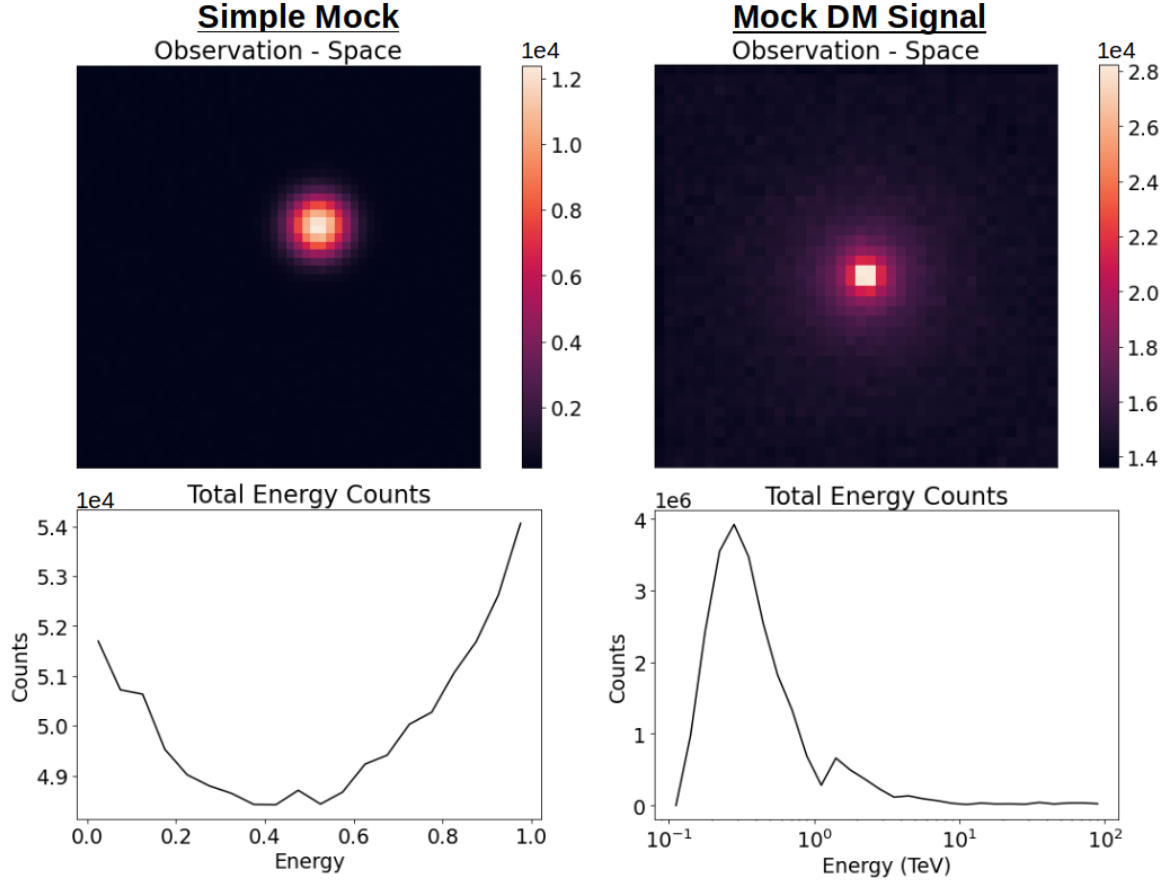 Simple Mock
Observation - Space
1e4
1.2
1.0
0.8
0.6
0.4
0.2
Mock DM Signal
Observation - Space
1e4
2.8
2.6
2.4
2.2
2.0
1.8
1.6
1.4
Total Energy Counts
1e4
5.4
5.3
5.2
5.1
5.0
4.9
Counts
0.0 0.2 0.4 0.6 0.8 1.0
Energy
Total Energy Counts
1e6
4
3
2
1
0
Counts
10⁻¹ 10⁰ 10¹ 10²
Energy (TeV)